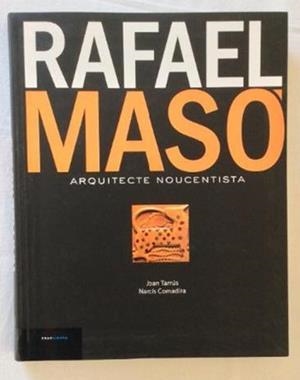 RAFAEL
MASÓ
ARQUITECTE NOUCENTISTA
Joan Tarrús
Narcís Comadira